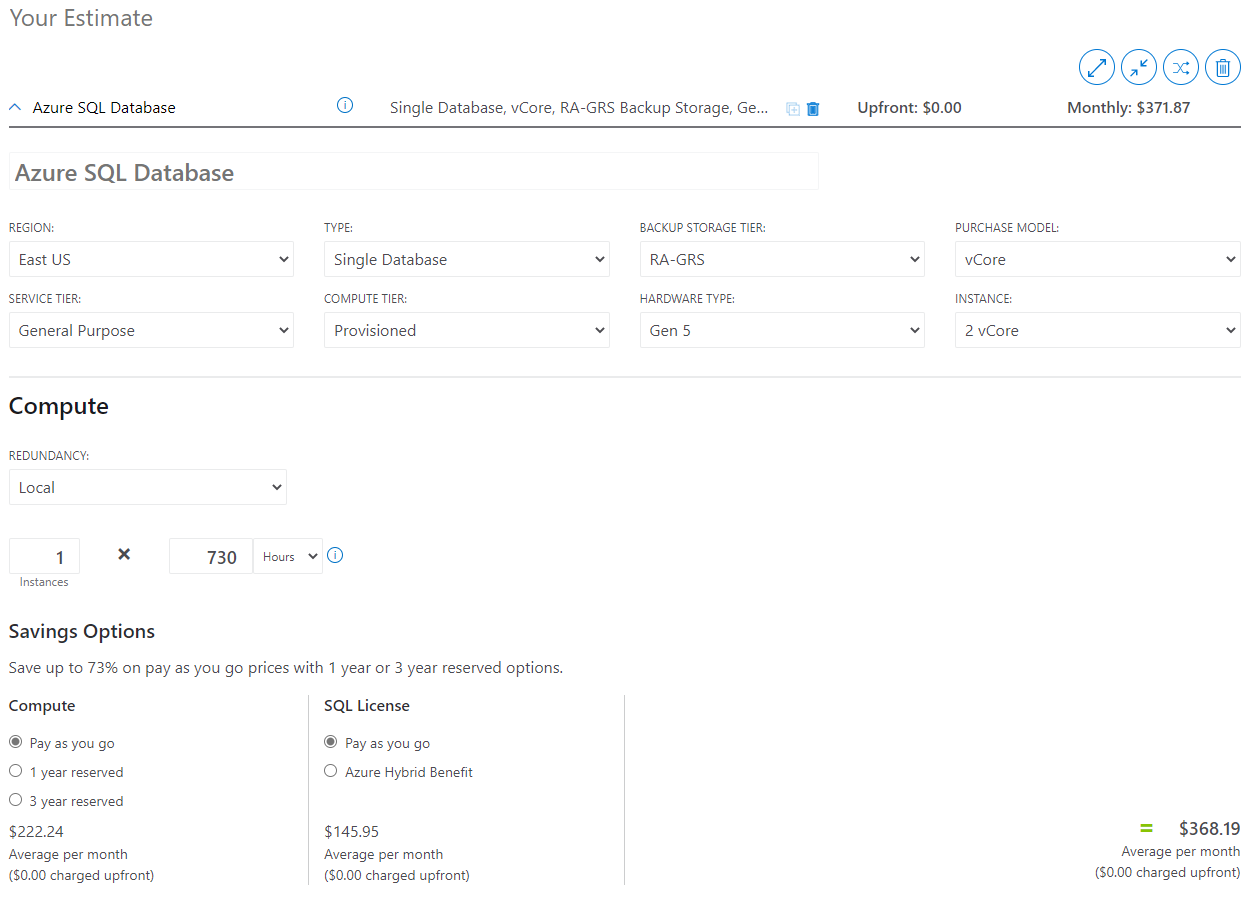 Your Estimate
Azure SQL Database Single Database, vCore, RA-GRS Backup Storage, Ge... Upfront: $0.00 Monthly: $371.87
Azure SQL Database
REGION: TYPE: BACKUP STORAGE TIER: PURCHASE MODEL:
East US Single Database RA-GRS vCore
SERVICE TIER: COMPUTE TIER: HARDWARE TYPE: INSTANCE:
General Purpose Provisioned Gen 5 2 vCore
Compute
REDUNDANCY:
Local
1 × 730 Hours
Instances
Savings Options
Save up to 73% on pay as you go prices with 1 year or 3 year reserved options.
Compute SQL License
Pay as you go Pay as you go
1 year reserved Azure Hybrid Benefit
3 year reserved
$222.24 $145.95 = $368.19
Average per month Average per month Average per month
($0.00 charged upfront) ($0.00 charged upfront) ($0.00 charged upfront)